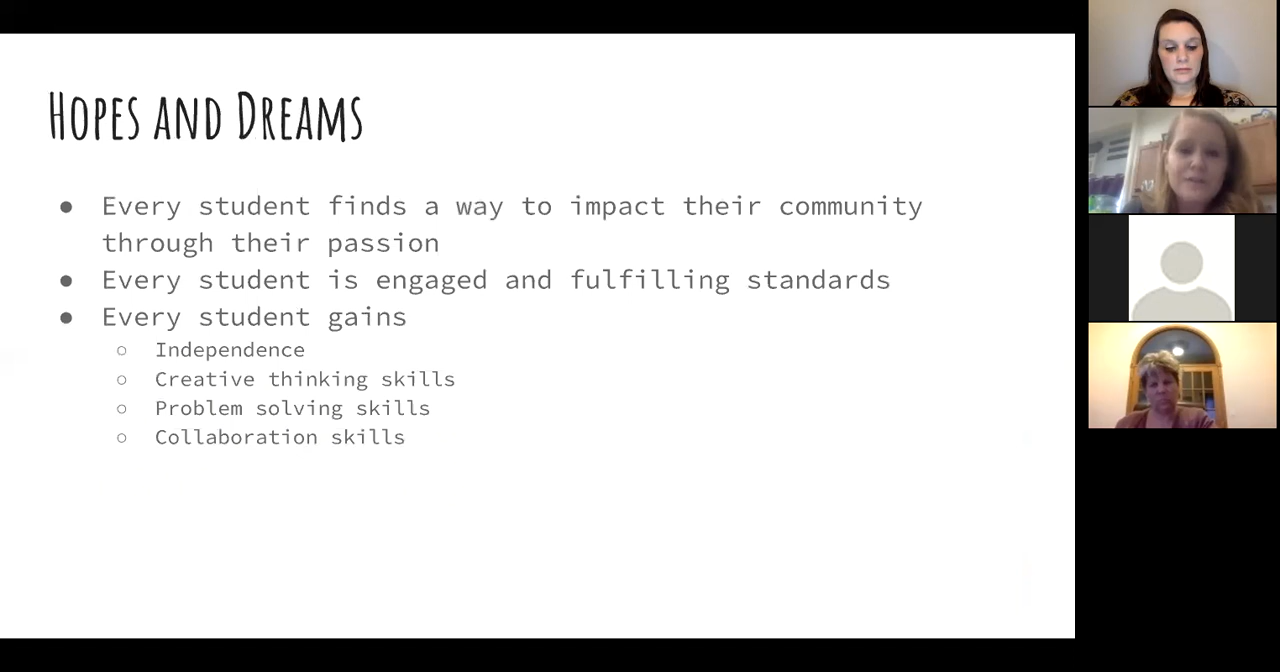 HOPES AND DREAMS
● Every student finds a way to impact their community
through their passion
● Every student is engaged and fulfilling standards
● Every student gains
○ Independence
○ Creative thinking skills
○ Problem solving skills
○ Collaboration skills